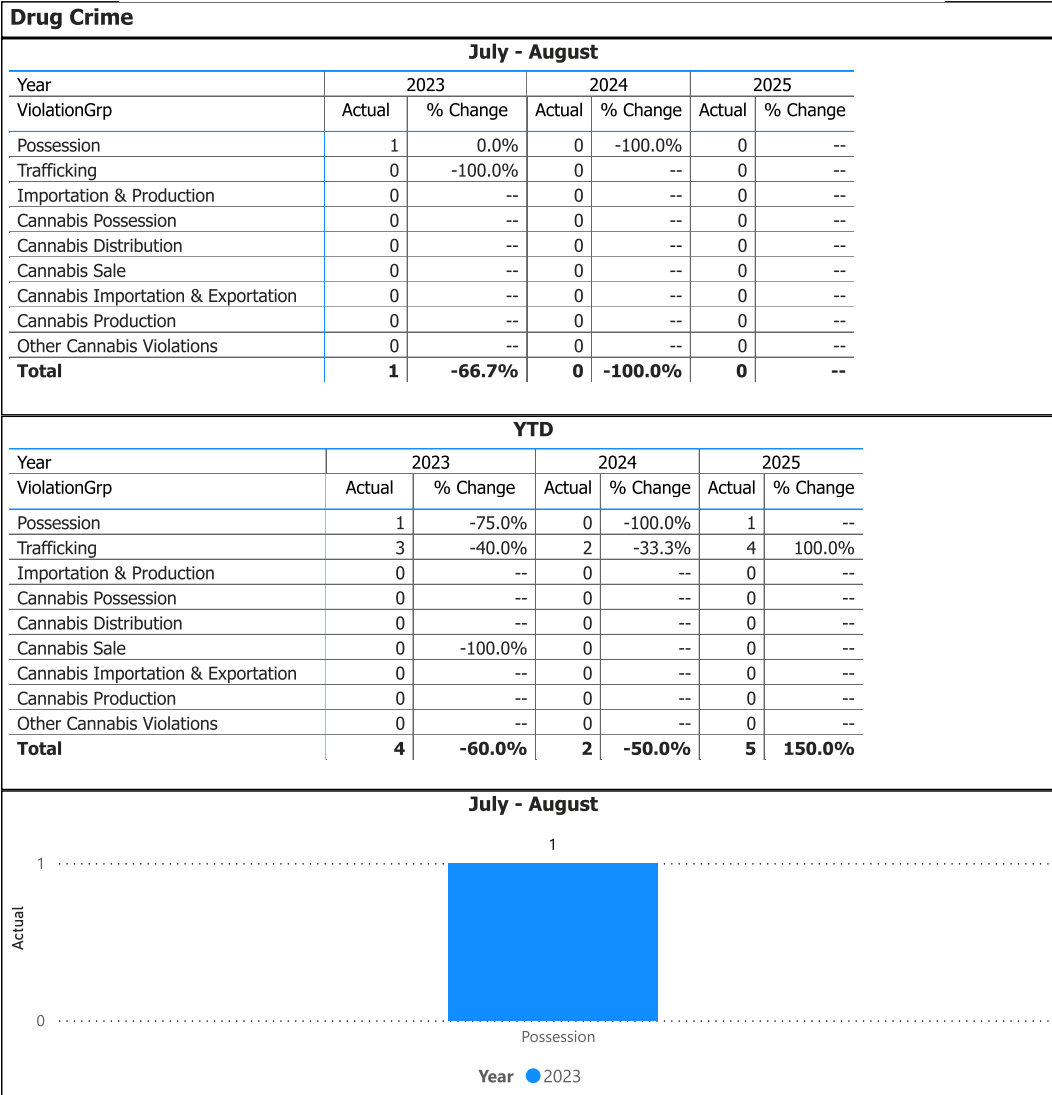 Drug Crime
July - August
Year 2023 2024 2025
ViolationGrp Actual % Change Actual % Change Actual % Change
Possession 1 0.0% 0 -100.0% 0 --
Trafficking 0 -100.0% 0 -- 0 --
Importation & Production 0 -- 0 -- 0 --
Cannabis Possession 0 -- 0 -- 0 --
Cannabis Distribution 0 -- 0 -- 0 --
Cannabis Sale 0 -- 0 -- 0 --
Cannabis Importation & Exportation 0 -- 0 -- 0 --
Cannabis Production 0 -- 0 -- 0 --
Other Cannabis Violations 0 -- 0 -- 0 --
Total 1 -66.7% 0 -100.0% 0 --
YTD
Year 2023 2024 2025
ViolationGrp Actual % Change Actual % Change Actual % Change
Possession 1 -75.0% 0 -100.0% 1 --
Trafficking 3 -40.0% 2 -33.3% 4 100.0%
Importation & Production 0 -- 0 -- 0 --
Cannabis Possession 0 -- 0 -- 0 --
Cannabis Distribution 0 -- 0 -- 0 --
Cannabis Sale 0 -100.0% 0 -- 0 --
Cannabis Importation & Exportation 0 -- 0 -- 0 --
Cannabis Production 0 -- 0 -- 0 --
Other Cannabis Violations 0 -- 0 -- 0 --
Total 4 -60.0% 2 -50.0% 5 150.0%
July - August
1
1
Actual
0
Possession
Year 2023